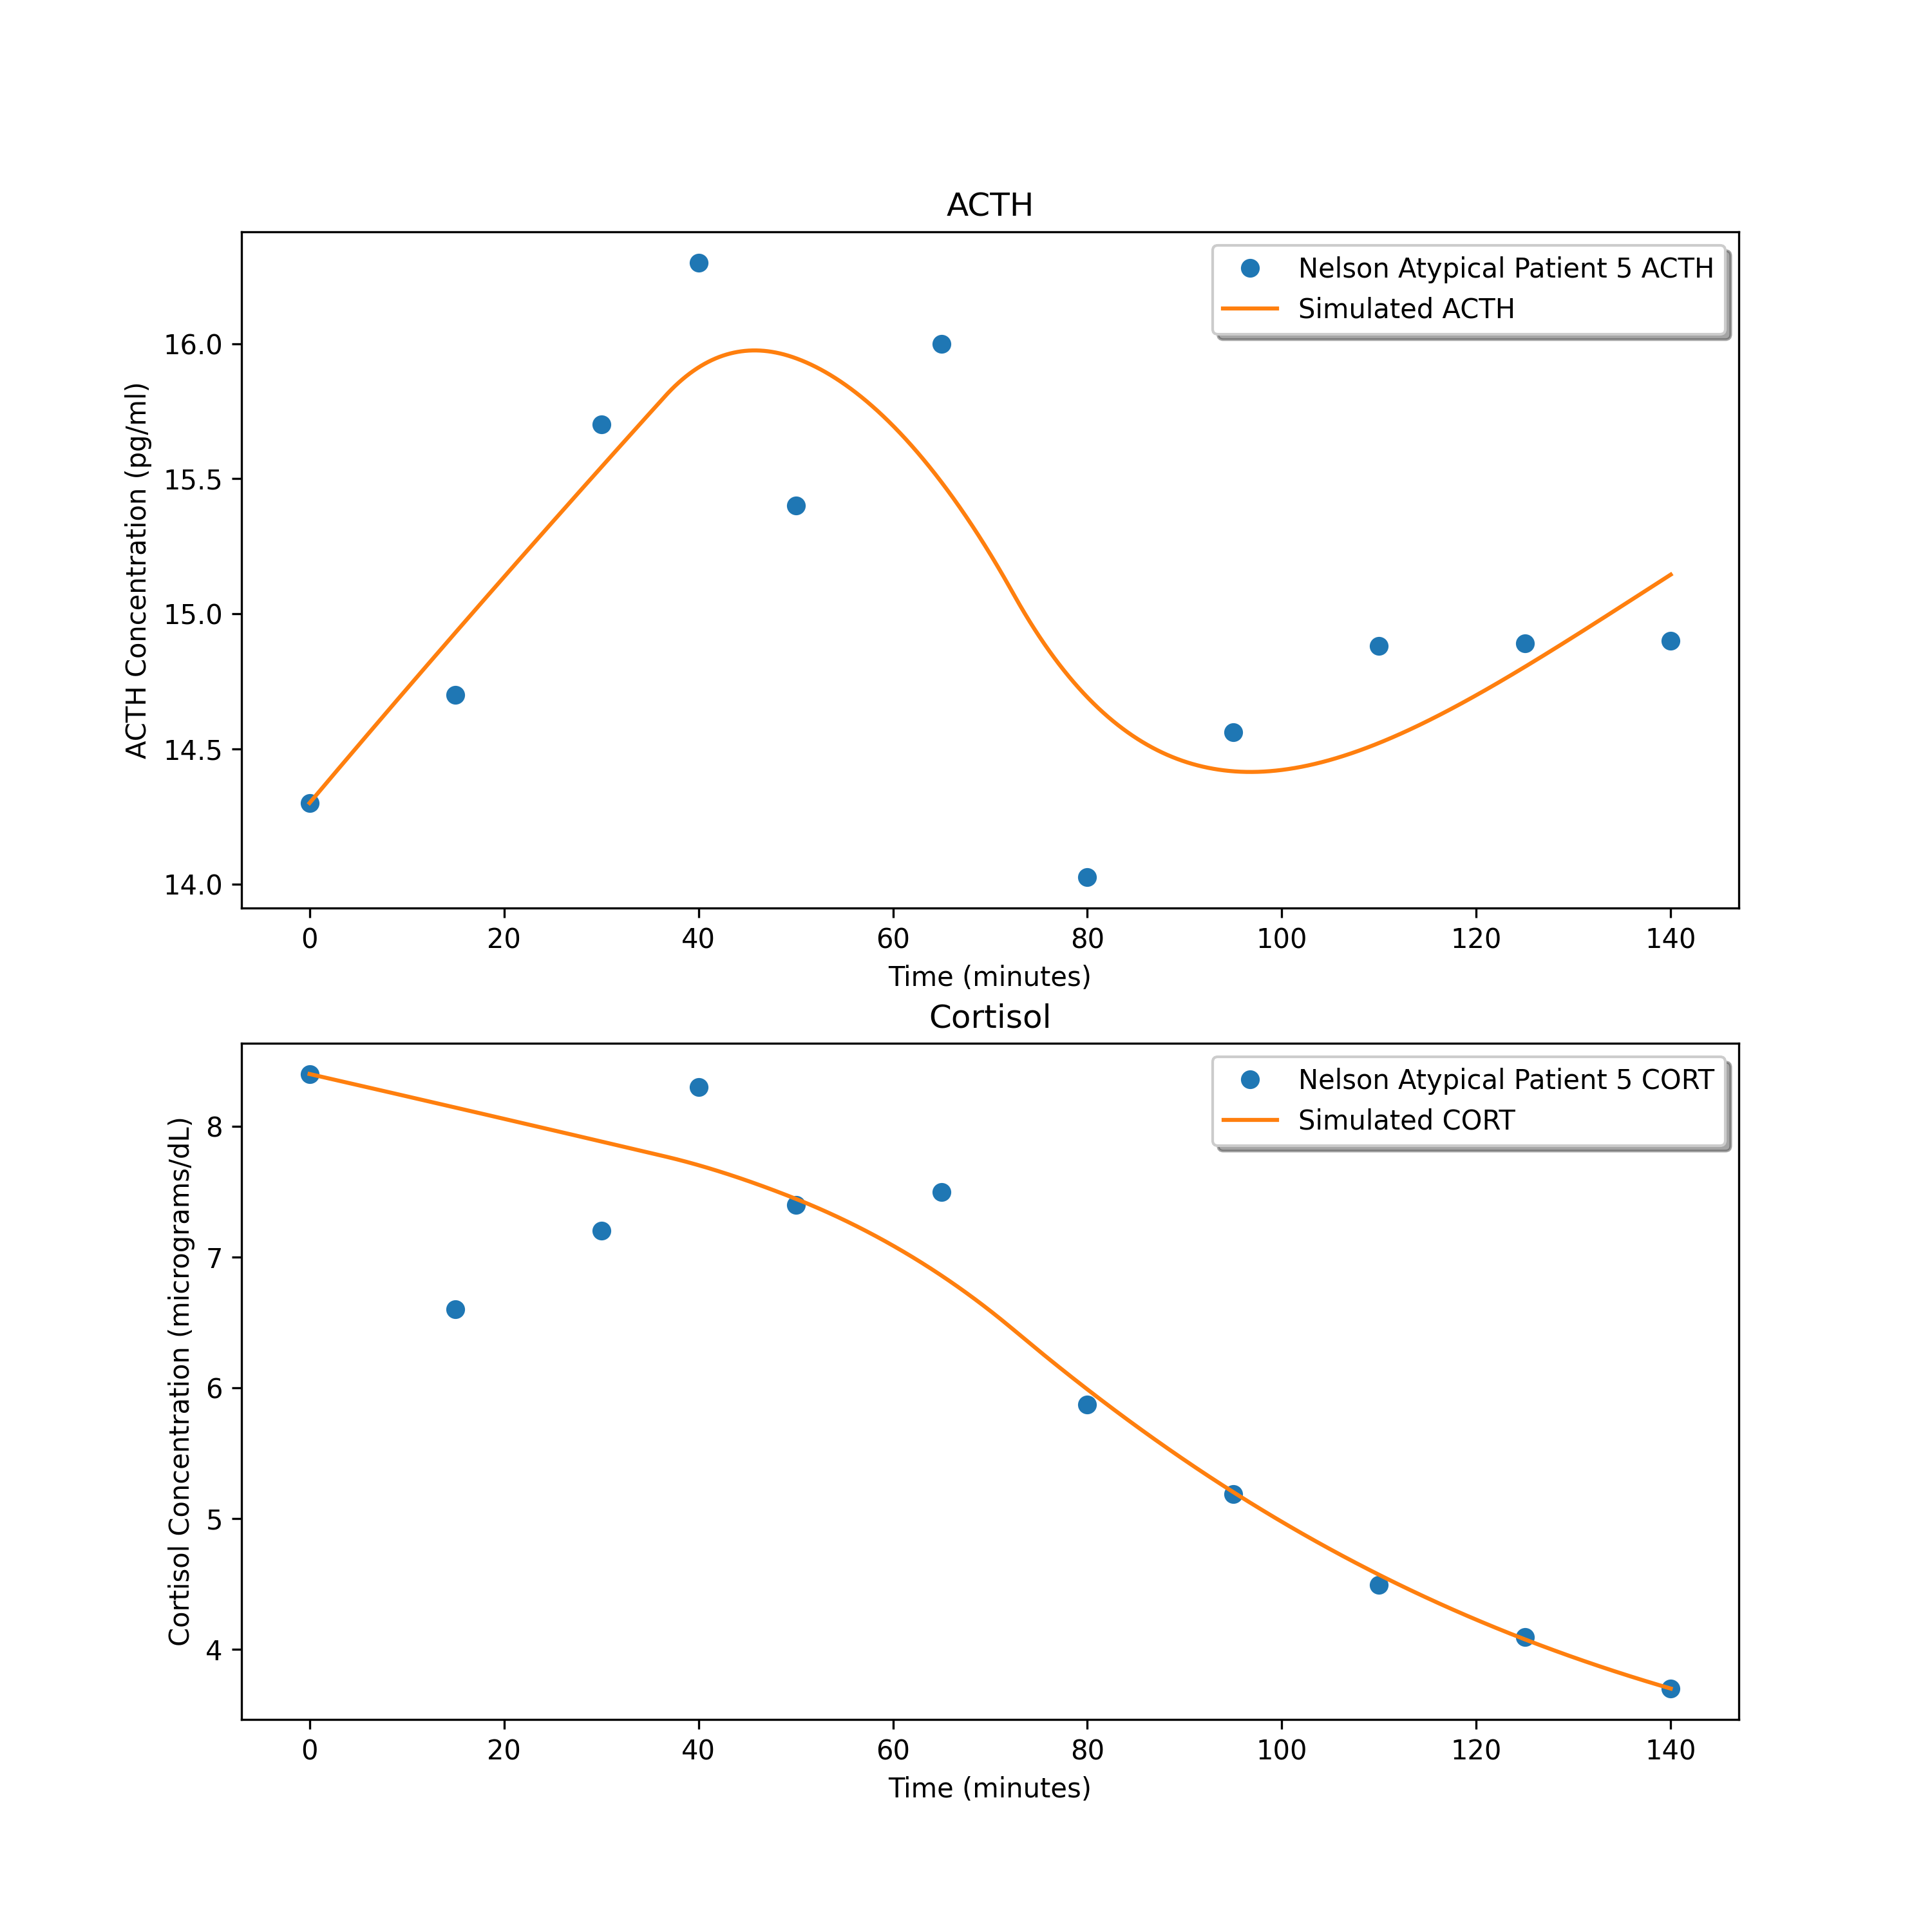 ACTH
Nelson Atypical Patient 5 ACTH
Simulated ACTH
ACTH Concentration (pg/ml)
16.0
15.5
15.0
14.5
14.0
0 20 40 60 80 100 120 140
Time (minutes)
Cortisol
Nelson Atypical Patient 5 CORT
Simulated CORT
Cortisol Concentration (micrograms/dL)
8
7
6
5
4
0 20 40 60 80 100 120 140
Time (minutes)